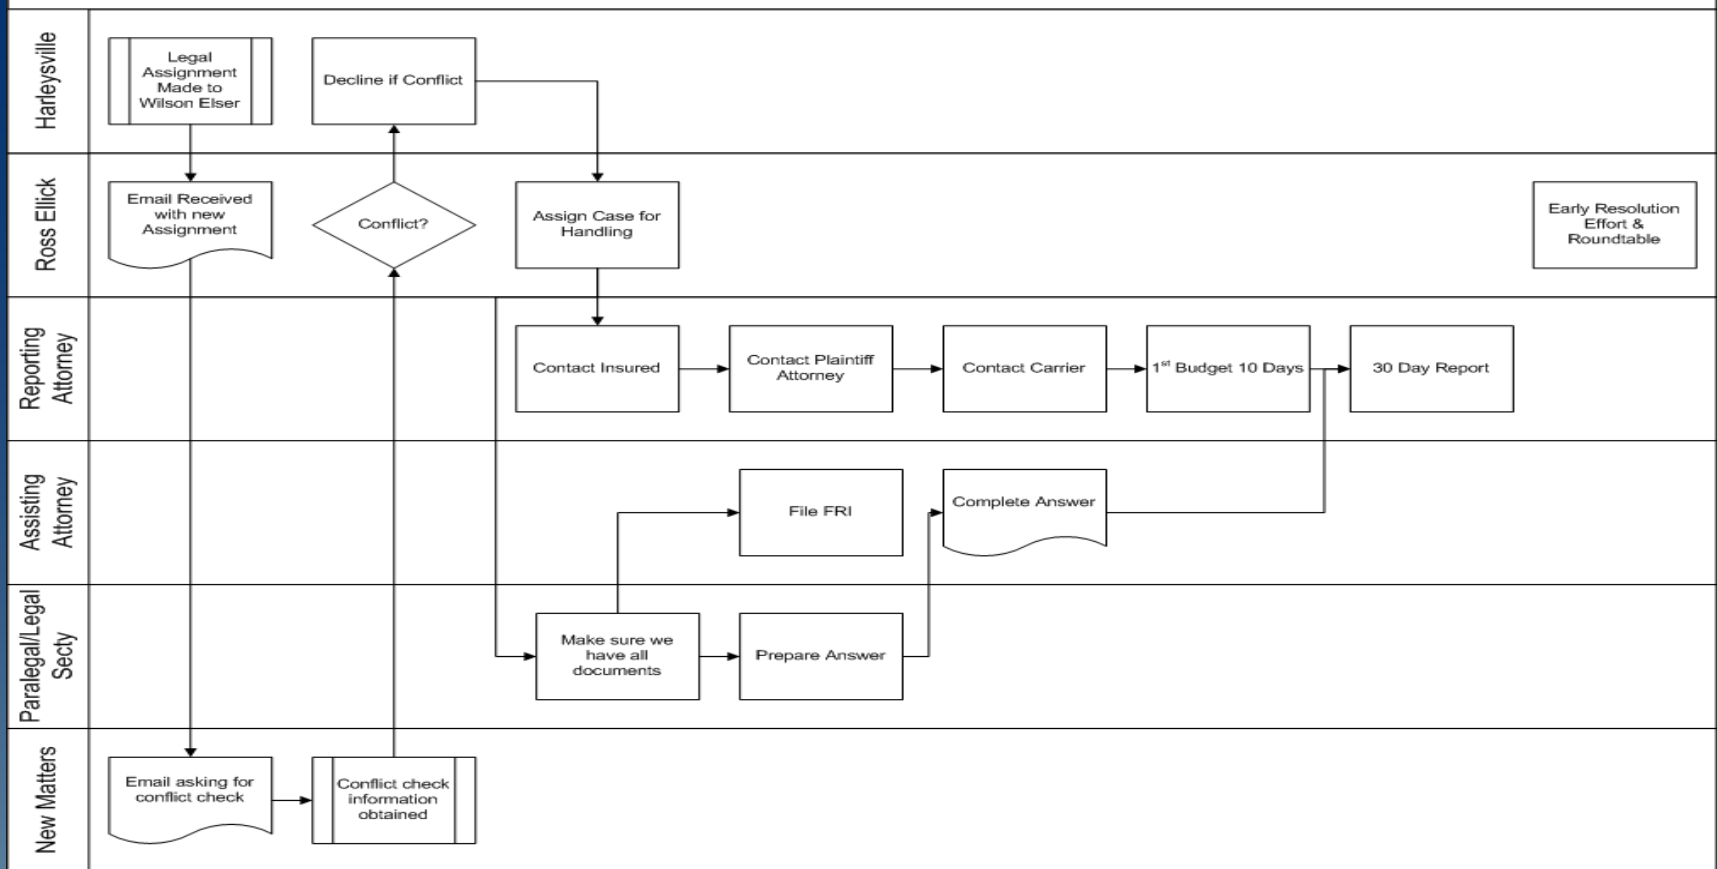 Harleysville
Legal
Assignment
Made to
Wilson Elser
Decline if Conflict
Ross Ellick
Email Received
with new
Assignment
Conflict?
Assign Case for
Handling
Early Resolution
Effort &
Roundtable
Reporting
Attorney
Contact Insured
Contact Plaintiff
Attorney
Contact Carrier
1st Budget 10 Days
30 Day Report
Assisting
Attorney
File FRI
Complete Answer
Paralegal/Legal
Secty
Make sure we
have all
documents
Prepare Answer
New Matters
Email asking for
conflict check
Conflict check
information
obtained